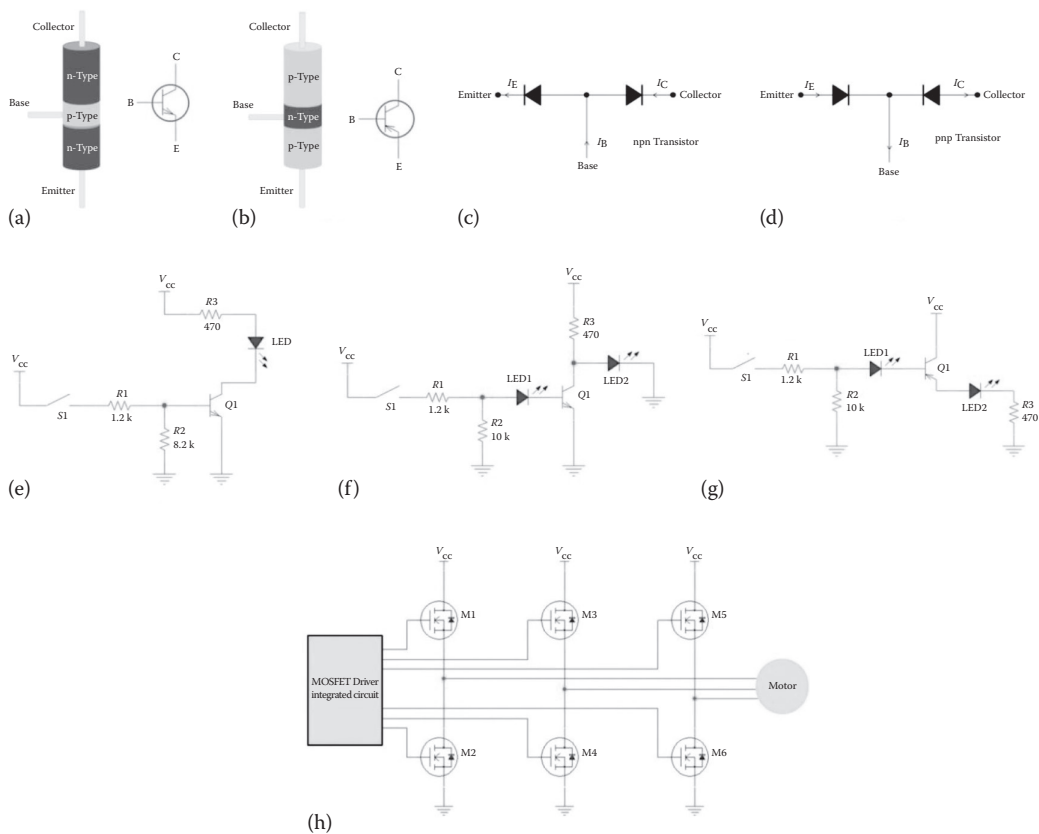 Collector
n-Type
Base
p-Type
n-Type
Emitter
C
B
E
(a)
Collector
p-Type
Base
n-Type
p-Type
Emitter
C
B
E
(b)
Emitter
IE
IC
Collector
IB
Base
npn Transistor
(c)
Emitter
IE
IC
Collector
IB
Base
pnp Transistor
(d)
Vcc
R3
470
LED
Vcc
S1
R1
1.2 k
Q1
R2
8.2 k
(e)
Vcc
R3
470
Vcc
LED2
S1
R1
1.2 k
LED1
Q1
R2
10 k
(f)
Vcc
Vcc
S1
R1
1.2 k
LED1
Q1
R2
10 k
LED2
R3
470
(g)
Vcc
Vcc
Vcc
M1
M3
M5
MOSFET Driver
integrated circuit
Motor
M2
M4
M6
(h)